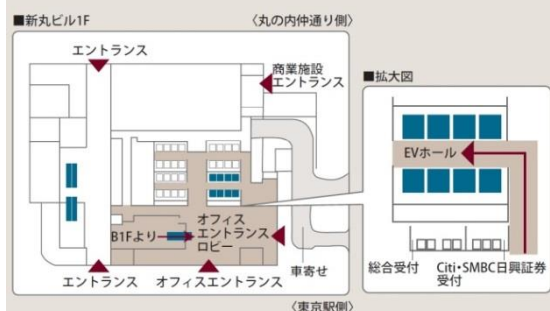 ■新丸ビル1F
〈丸の内仲通り側〉
エントランス
商業施設
エントランス
B1Fより
オフィス
エントランス
ロビー
車寄せ
エントランス
オフィスエントランス
〈東京駅側〉
■拡大図
EVホール
総合受付
Citi・SMBC日興証券
受付